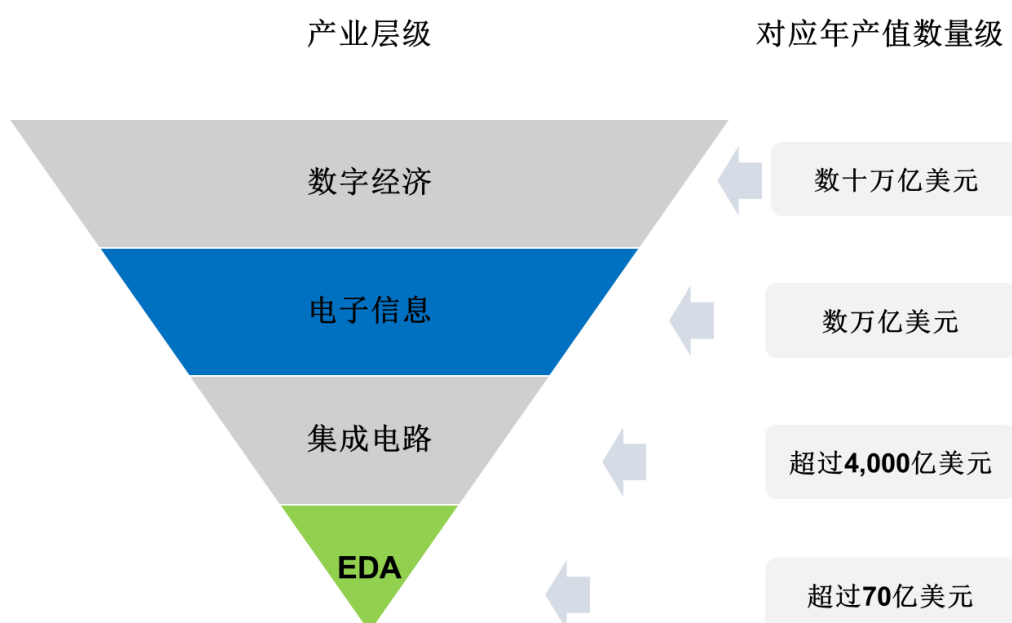 产业层级
对应年产值数量级
数字经济
数十万亿美元
电子信息
数万亿美元
集成电路
超过4,000亿美元
EDA
超过70亿美元